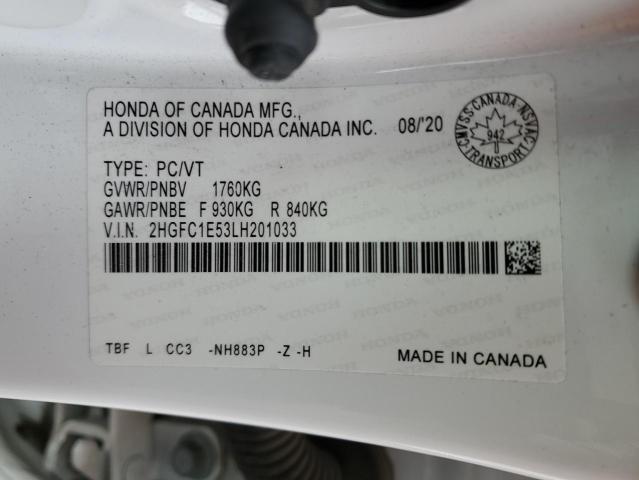 HONDA OF CANADA MFG.,
A DIVISION OF HONDA CANADA INC. 08/'20
CMVSS-CANADA-NSVAC
942
TRANSPORT
TYPE: PC/VT
GVWR/PNBV 1760KG
GAWR/PNBE F 930KG R 840KG
V.I.N. 2HGFC1E53LH201033
TBF L CC3 -NH883P -Z -H
MADE IN CANADA